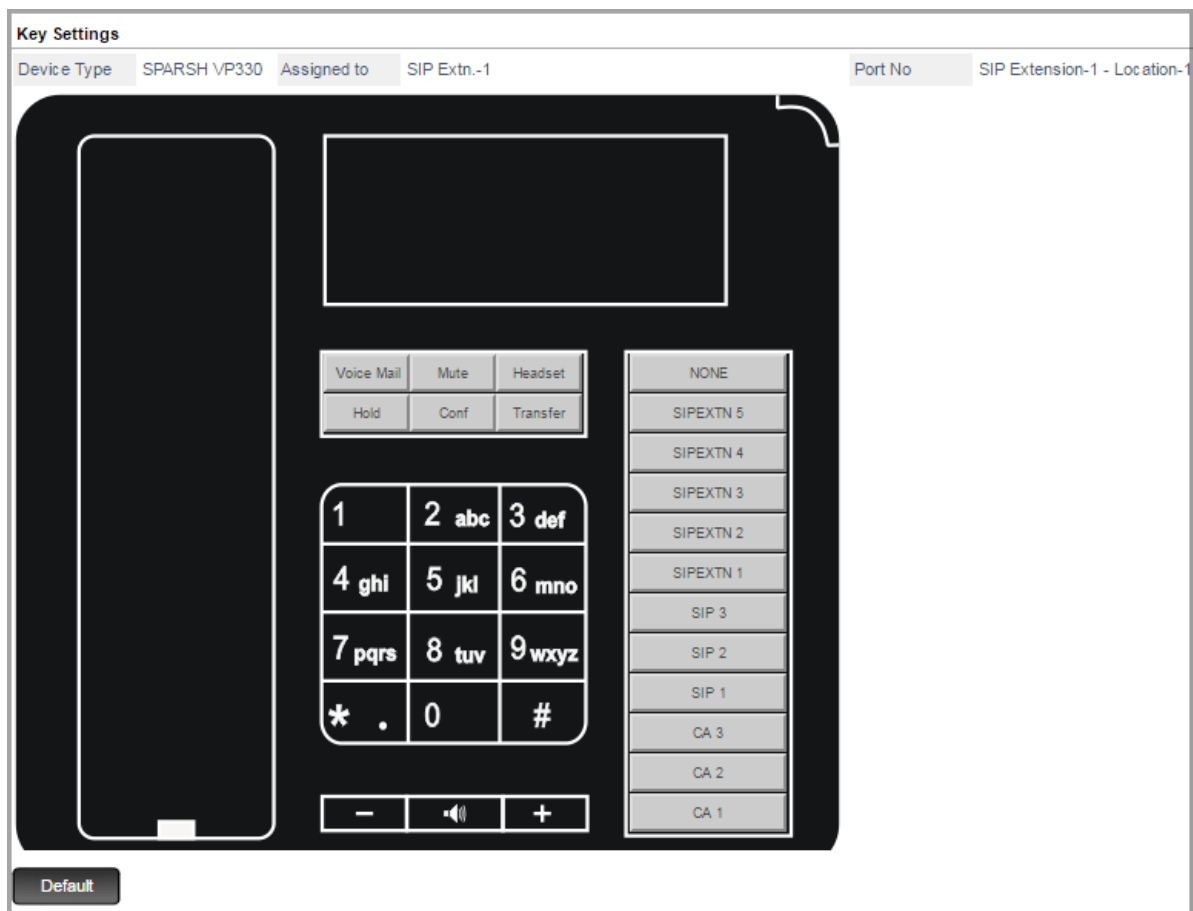 Key Settings
Device Type SPARSH VP330 Assigned to SIP Extn.-1 Port No SIP Extension-1 - Location-1
Voice Mail Mute Headset
Hold Conf Transfer
NONE
SIPEXTN 5
SIPEXTN 4
SIPEXTN 3
SIPEXTN 2
SIPEXTN 1
SIP 3
SIP 2
SIP 1
CA 3
CA 2
CA 1
1 2 abc 3 def
4 ghi 5 jkl 6 mno
7 pqrs 8 tuv 9 wxyz
* . 0 #
− +
Default